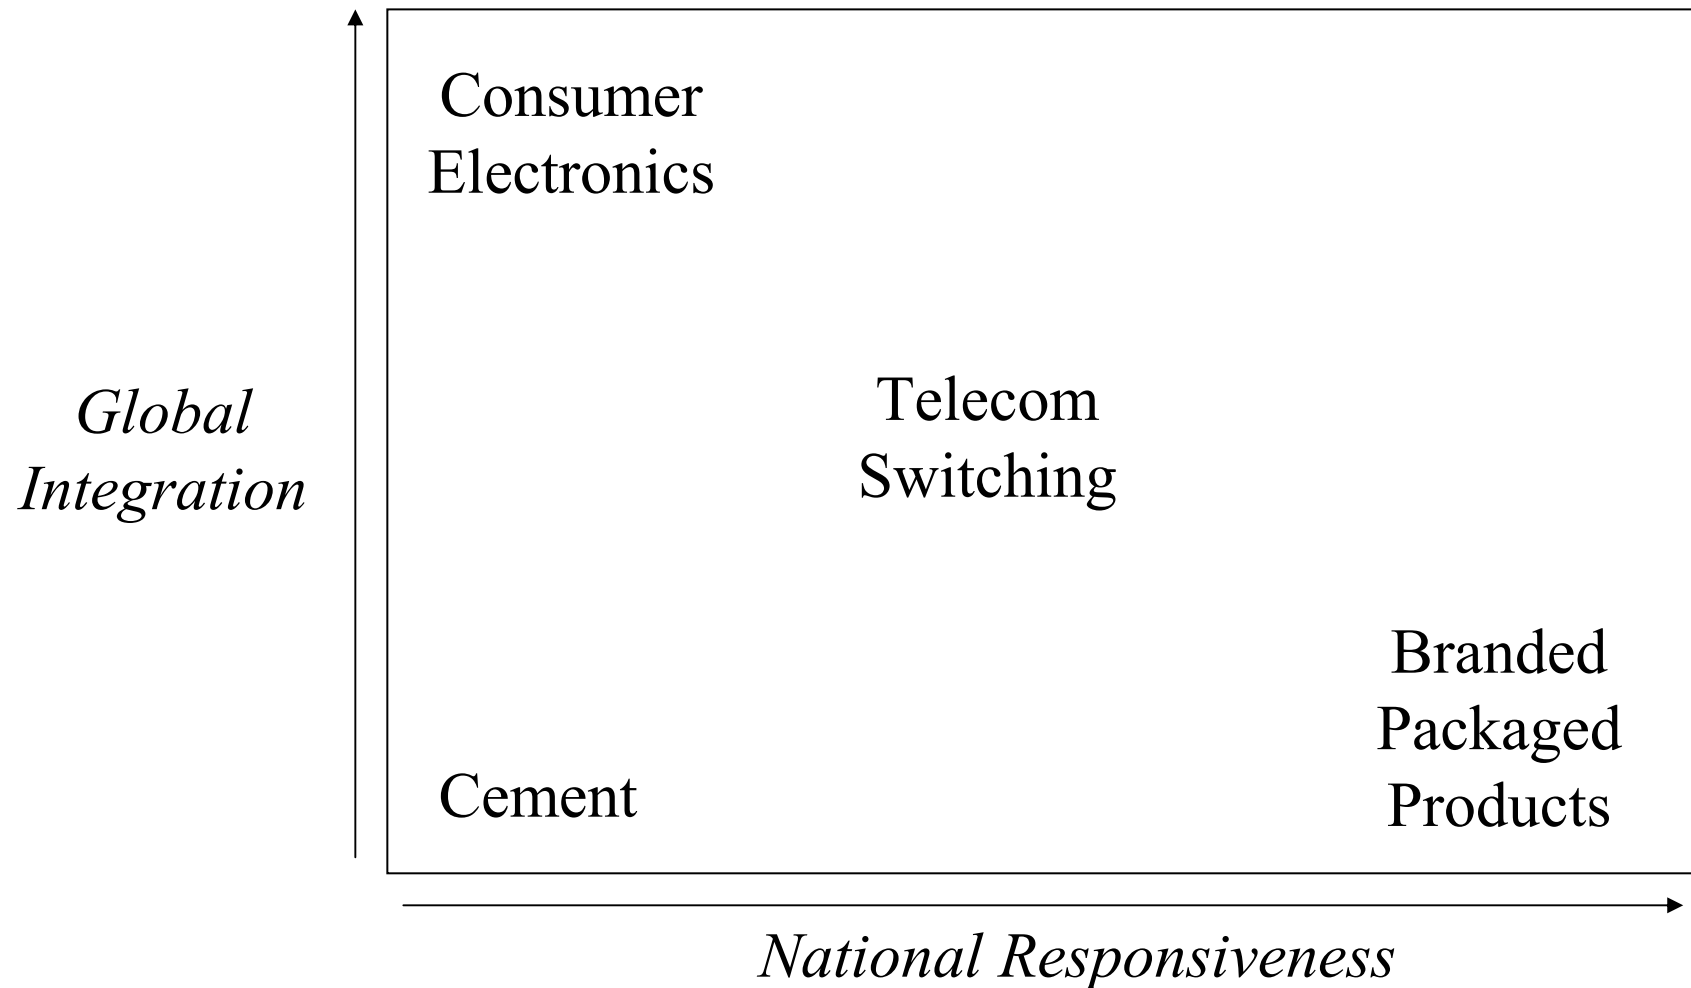 Consumer
Electronics
Global
Integration
Telecom
Switching
Branded
Packaged
Products
Cement
National Responsiveness